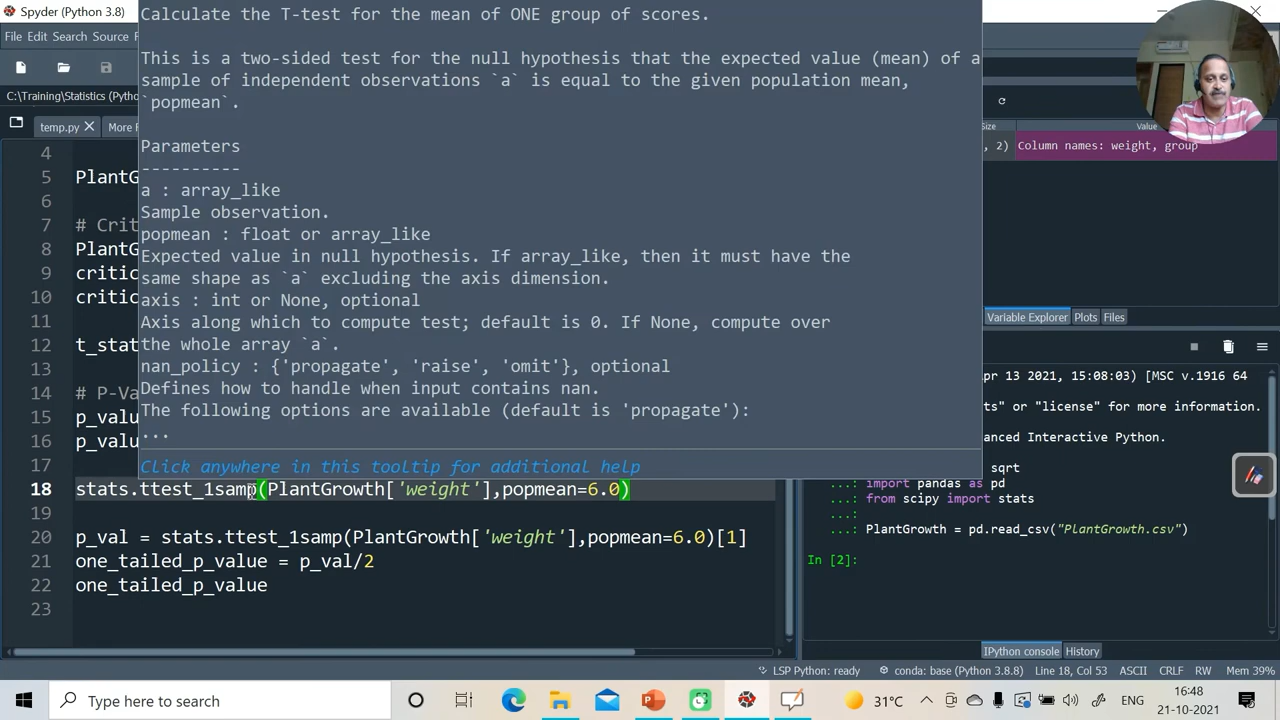 Spyder (Python 3.8)
Calculate the T-test for the mean of ONE group of scores.
File Edit Search Source
This is a two-sided test for the null hypothesis that the expected value (mean) of a
sample of independent observations `a` is equal to the given population mean,
`popmean`.
C:\Training\Statistics (Pytho
temp.py
More F
Size
Value
, 2)
Column names: weight, group
4
5
PlantG
6
7
# Crit
8
PlantG
9
critic
10
critic
11
12
t_stat
13
14
# P-Val
15
p_valu
16
p_valu
17
Parameters
----------
a : array_like
Sample observation.
popmean : float or array_like
Expected value in null hypothesis. If array_like, then it must have the
same shape as `a` excluding the axis dimension.
axis : int or None, optional
Axis along which to compute test; default is 0. If None, compute over
the whole array `a`.
nan_policy : {'propagate', 'raise', 'omit'}, optional
Defines how to handle when input contains nan.
The following options are available (default is 'propagate'):
...
Click anywhere in this tooltip for additional help
18 stats.ttest_1samp(PlantGrowth['weight'],popmean=6.0)
19
20 p_val = stats.ttest_1samp(PlantGrowth['weight'],popmean=6.0)[1]
21 one_tailed_p_value = p_val/2
22 one_tailed_p_value
23
Variable Explorer Plots Files
apr 13 2021, 15:08:03) [MSC v.1916 64
ts" or "license" for more information.
anced Interactive Python.
sqrt
...: import pandas as pd
...: from scipy import stats
...:
...: PlantGrowth = pd.read_csv("PlantGrowth.csv")
In [2]:
IPython console History
LSP Python: ready
conda: base (Python 3.8.8)
Line 18, Col 53
ASCII
CRLF
RW
Mem 39%
Type here to search
31°C
ENG
16:48
21-10-2021